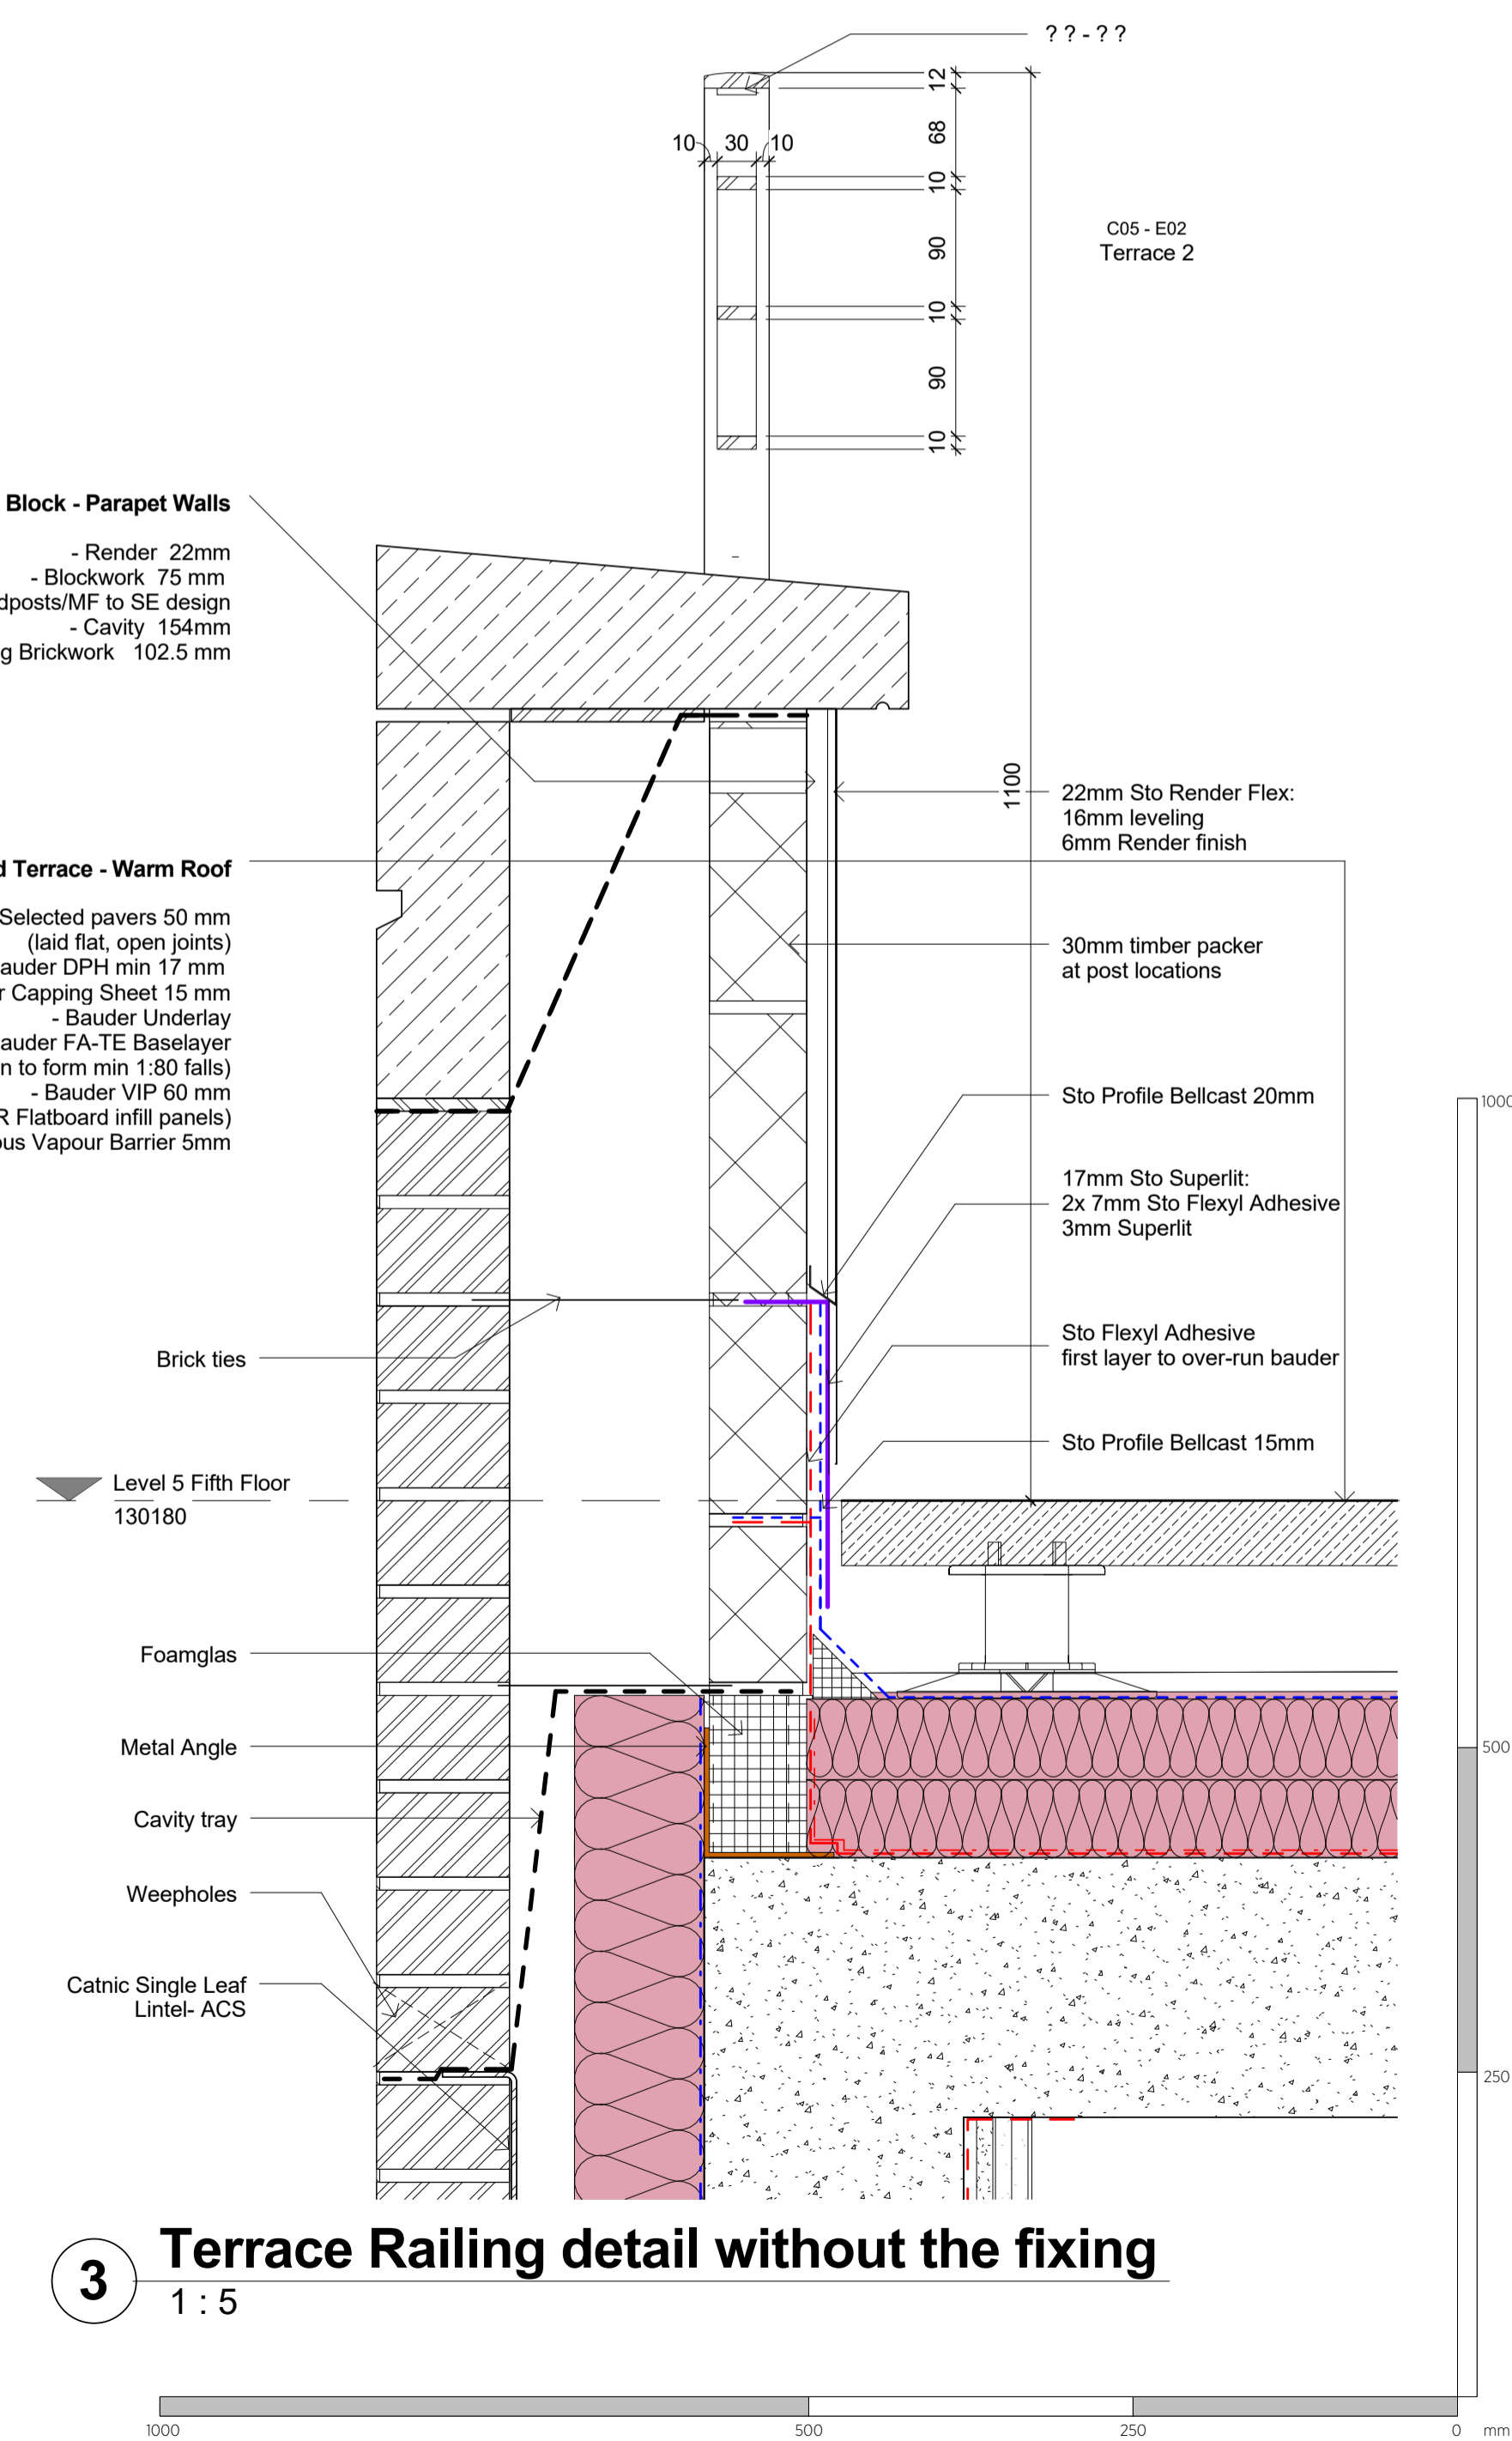 ? ? - ? ?
12
68
10 30 10
10
90
10
90
10
C05 - E02
Terrace 2
Block - Parapet Walls
- Render 22mm
- Blockwork 75 mm
dposts/MF to SE design
- Cavity 154mm
g Brickwork 102.5 mm
1100
22mm Sto Render Flex:
16mm leveling
6mm Render finish
d Terrace - Warm Roof
Selected pavers 50 mm
(laid flat, open joints)
auder DPH min 17 mm
r Capping Sheet 15 mm
- Bauder Underlay
auder FA-TE Baselayer
n to form min 1:80 falls)
- Bauder VIP 60 mm
R Flatboard infill panels)
ous Vapour Barrier 5mm
30mm timber packer
at post locations
Sto Profile Bellcast 20mm
17mm Sto Superlit:
2x 7mm Sto Flexyl Adhesive
3mm Superlit
Sto Flexyl Adhesive
first layer to over-run bauder
Sto Profile Bellcast 15mm
Brick ties
Level 5 Fifth Floor
130180
Foamglas
Metal Angle
Cavity tray
Weepholes
Catnic Single Leaf
Lintel- ACS
1000
500
250
3
Terrace Railing detail without the fixing
1 : 5
1000 500 250 0 mm